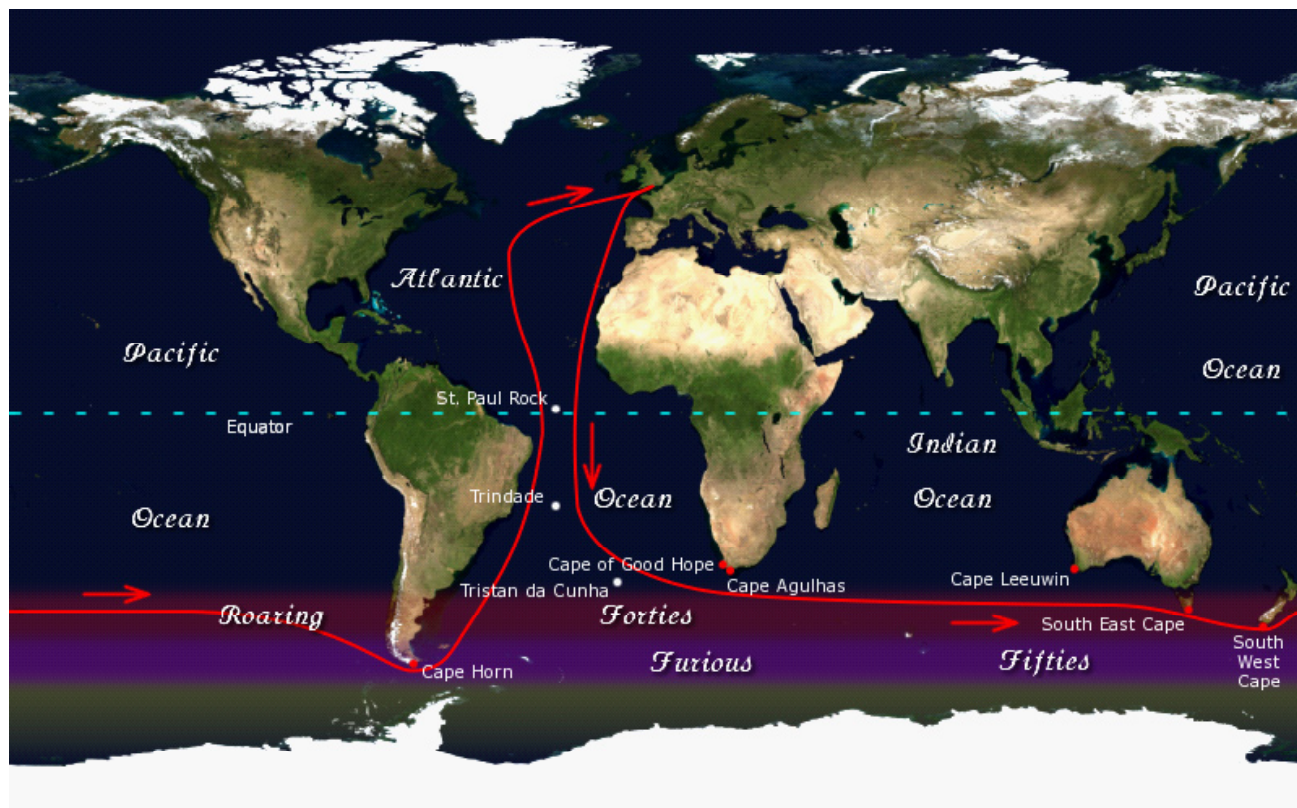 Atlantic
Pacific
Pacific
Ocean
St. Paul Rock
Equator
Indian
Trindade
Ocean
Ocean
Ocean
Cape of Good Hope
Cape Agulhas
Cape Leeuwin
Tristan da Cunha
Roaring
Forties
South East Cape
South
West
Cape
Furious
Fifties
Cape Horn